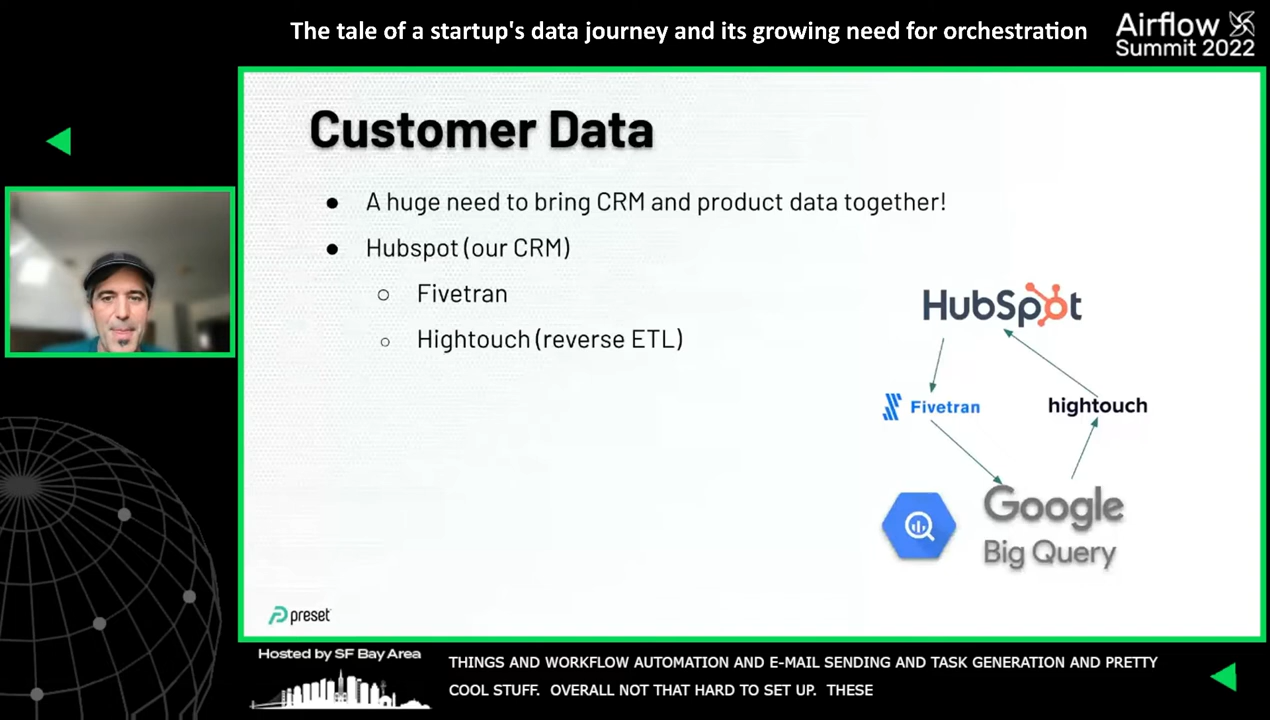 The tale of a startup's data journey and its growing need for orchestration
Airflow
Summit 2022
Customer Data
● A huge need to bring CRM and product data together!
● Hubspot (our CRM)
○ Fivetran
○ Hightouch (reverse ETL)
HubSpot
Fivetran
hightouch
Google
Big Query
preset
Hosted by SF Bay Area
THINGS AND WORKFLOW AUTOMATION AND E-MAIL SENDING AND TASK GENERATION AND PRETTY
COOL STUFF.  OVERALL NOT THAT HARD TO SET UP.  THESE